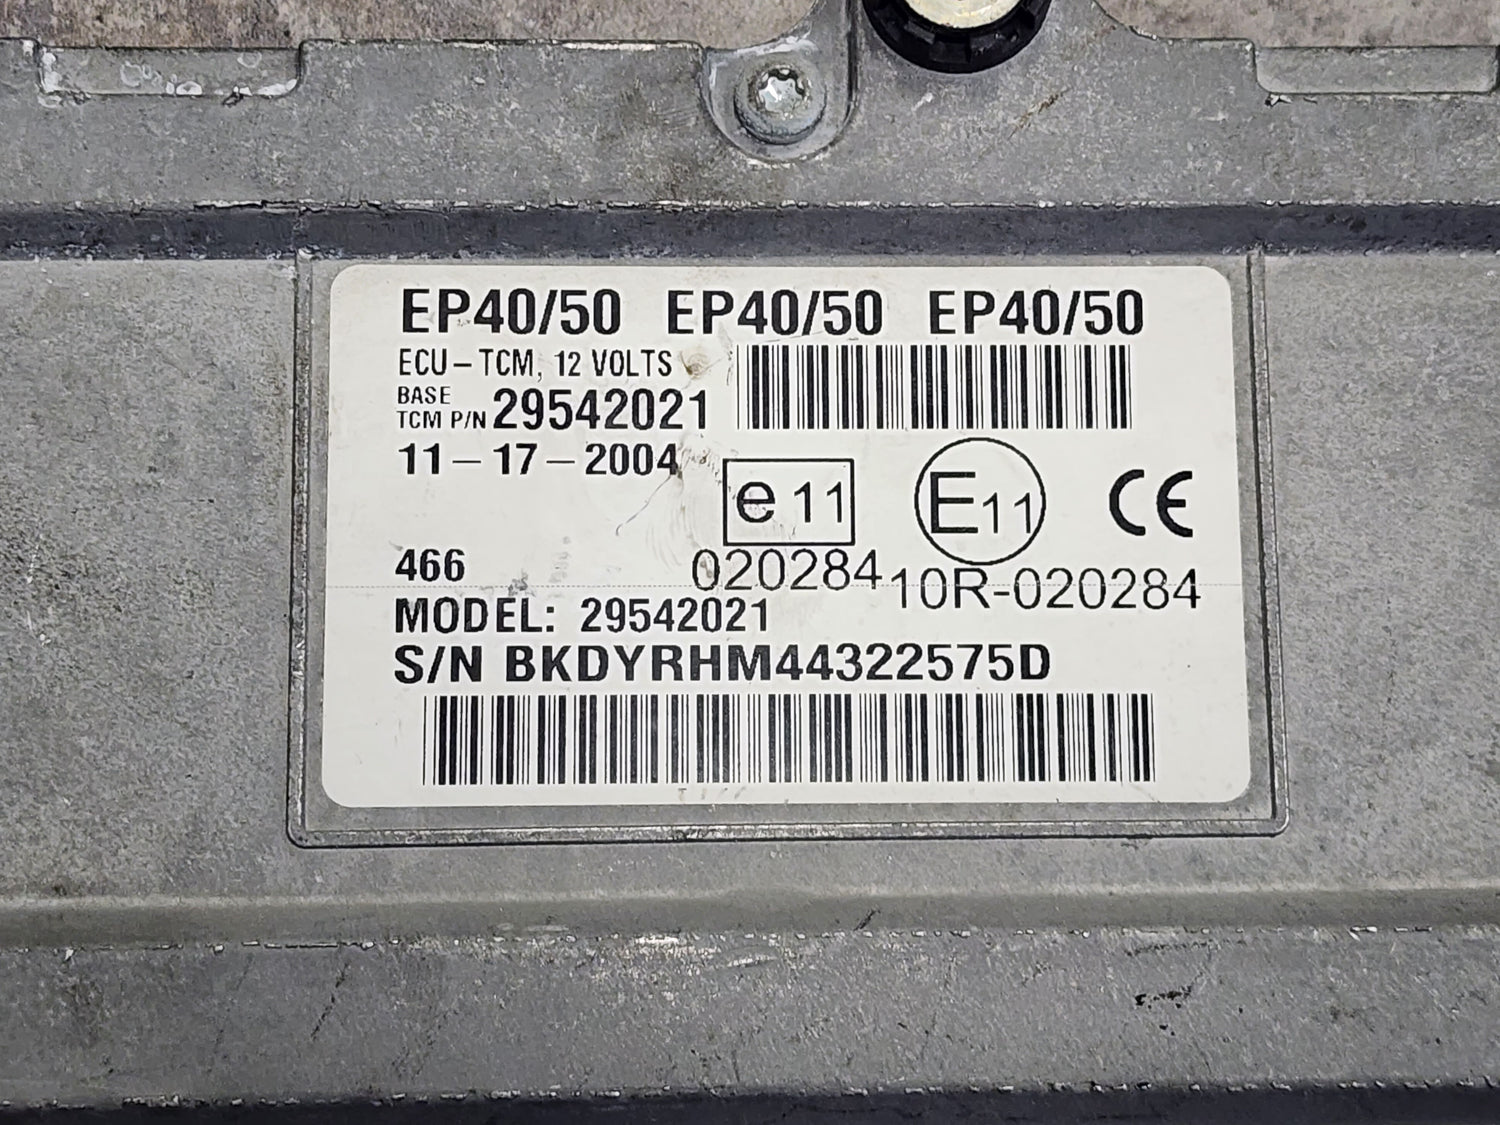 EP40/50 EP40/50 EP40/50
ECU-TCM, 12 VOLTS
BASE
TCM P/N 29542021
11-17-2004
e 11
E11
CE
020284
10R-020284
466
MODEL: 29542021
S/N BKDYRHM44322575D